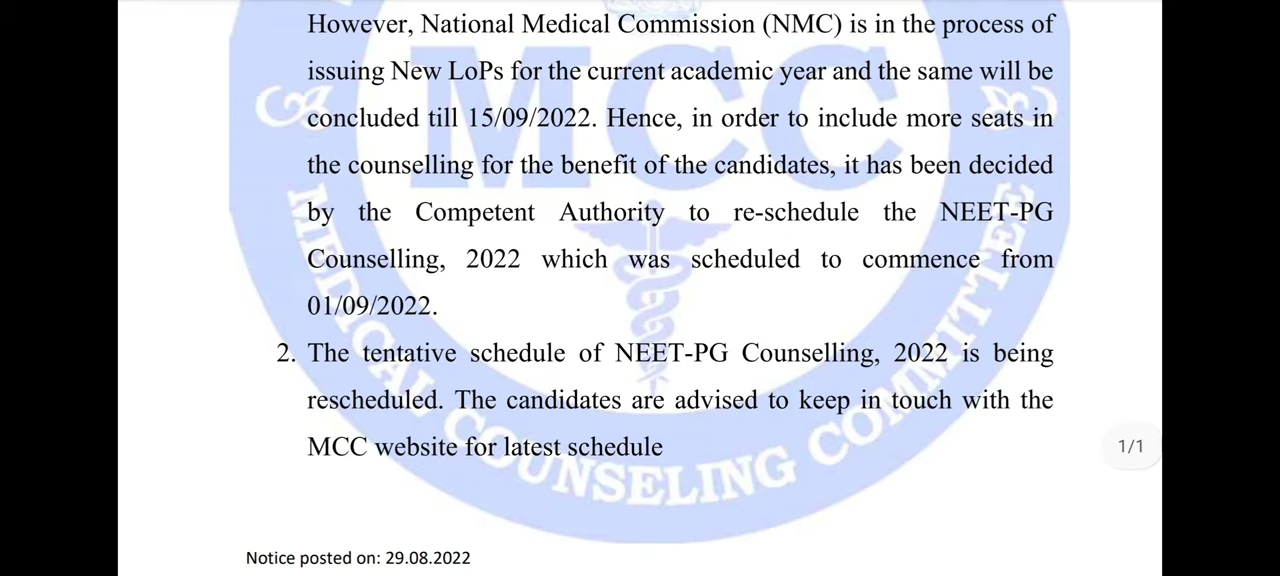 However, National Medical Commission (NMC) is in the process of
issuing New LoPs for the current academic year and the same will be
concluded till 15/09/2022. Hence, in order to include more seats in
the counselling for the benefit of the candidates, it has been decided
by the Competent Authority to re-schedule the NEET-PG
Counselling, 2022 which was scheduled to commence from
01/09/2022.
2. The tentative schedule of NEET-PG Counselling, 2022 is being
rescheduled. The candidates are advised to keep in touch with the
MCC website for latest schedule
1/1
Notice posted on: 29.08.2022
MCC
MEDICAL COUNSELING COMMITTEE